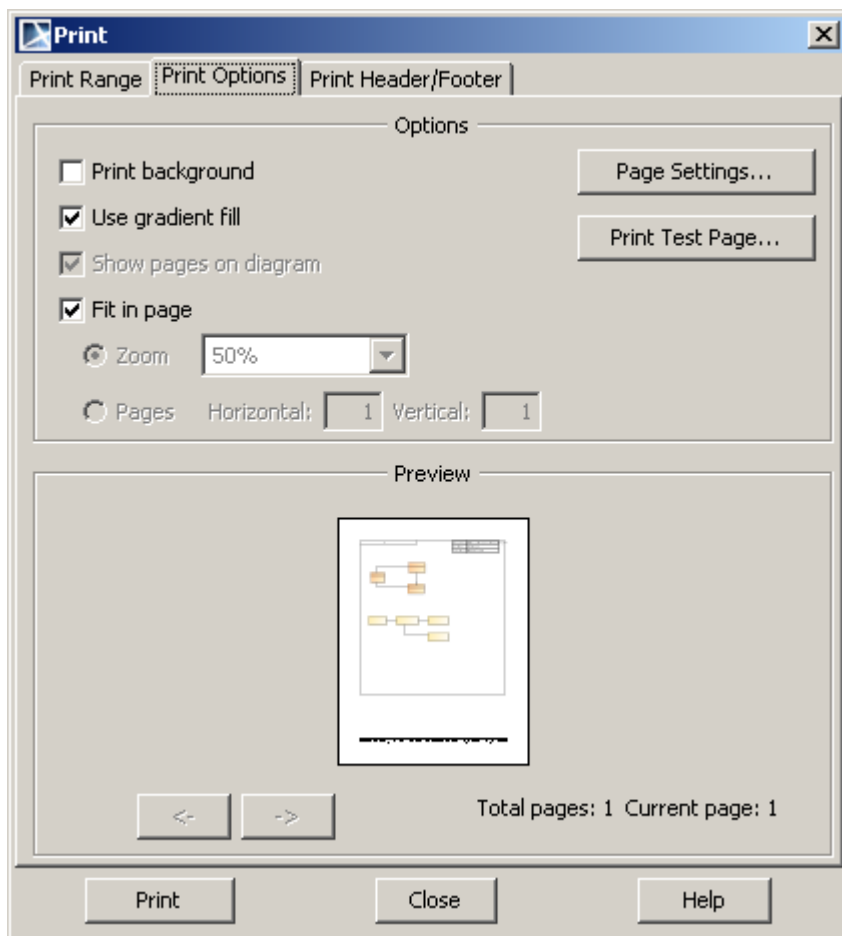 Print
Print Range Print Options Print Header/Footer
Options
Print background Page Settings...
Use gradient fill
Print Test Page...
Show pages on diagram
Fit in page
Zoom 50%
Pages Horizontal: 1 Vertical: 1
Preview
<- -> Total pages: 1 Current page: 1
Print Close Help